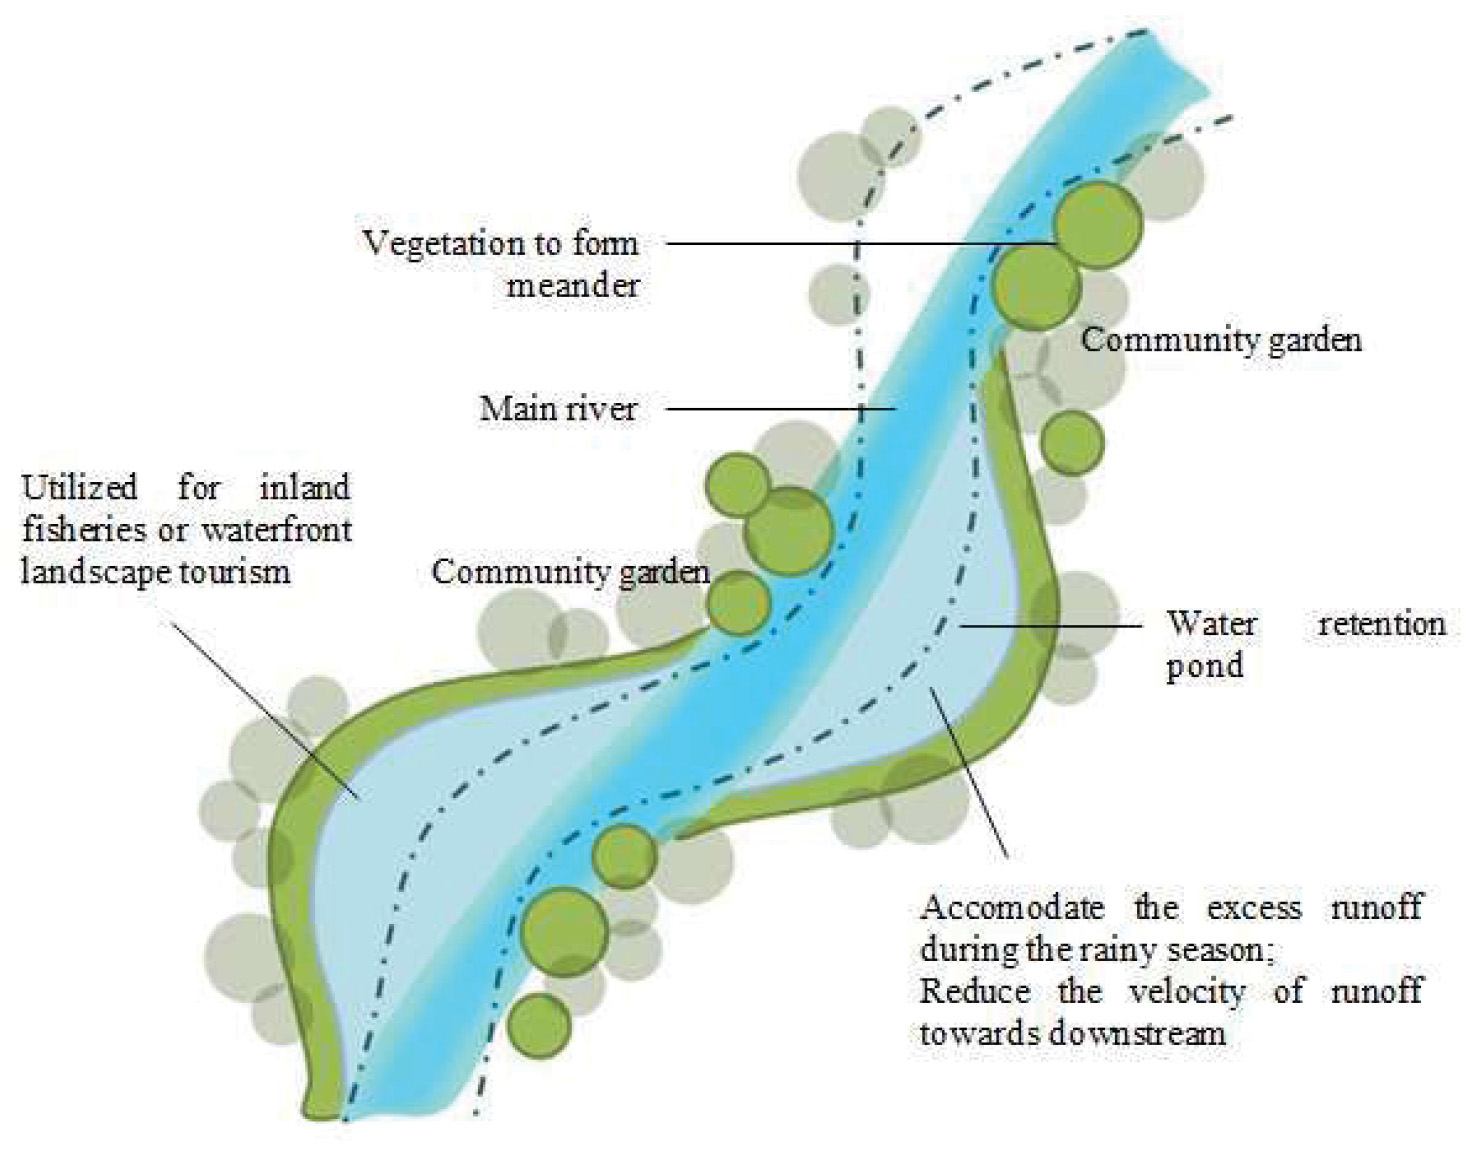 Vegetation to form
meander
Community garden
Main river
Utilized for inland
fisheries or waterfront
landscape tourism
Community garden
Water retention
pond
Accomodate the excess runoff
during the rainy season;
Reduce the velocity of runoff
towards downstream